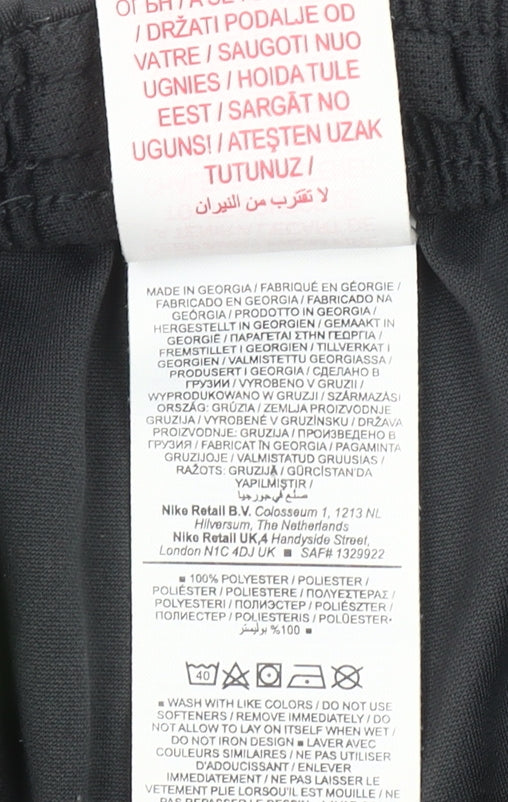 / DRŽATI PODALJE OD
VATRE / SAUGOTI NUO
UGNIES / HOIDA TULE
EEST / SARGĀT NO
UGUNS! / ATEŞTEN UZAK
TUTUNUZ /
لا تقترب من النيران
MADE IN GEORGIA / FABRIQUÉ EN GÉORGIE /
FABRICADO EN GEORGIA / FABRICADO NA
GEÓRGIA / PRODOTTO IN GEORGIA /
HERGESTELLT IN GEORGIEN / GEMAAKT IN
GEORGIË / ΠΑΡΑΓΕΤΑΙ ΣΤΗΝ ΓΕΩΡΓΙΑ /
FREMSTILLET I GEORGIEN / TILLVERKAT I
GEORGIEN / VALMISTETTU GEORGIASSA /
PRODUSERT I GEORGIA / СДЕЛАНО В
ГРУЗИИ / VYROBENO V GRUZII /
WYPRODUKOWANO W GRUZJI / SZÁRMAZÁSI
ORSZÁG: GRÚZIA / ZEMLJA PROIZVODNJE
GRUZIJA / VYROBENÉ V GRUZÍNSKU / DRŽAVA
PROIZVODNJE: GRUZIJA / ПРОИЗВЕДЕНО В
ГРУЗИЯ / FABRICAT ÎN GEORGIA / PAGAMINTA
GRUZIJOJE / VALMISTATUD GRUUSIAS /
RAŽOTS: GRUZIJĀ / GÜRCİSTAN'DA
YAPILMIŞTIR /
صنع في جورجيا
Nike Retail B.V. Colosseum 1, 1213 NL
Hilversum, The Netherlands
Nike Retail UK,4 Handyside Street,
London N1C 4DJ UK ■ SAF# 1329922
■ 100% POLYESTER / POLIESTER /
POLIÉSTER / POLIESTERE / ΠΟΛΥΕΣΤΕΡΑΣ /
POLYESTERI / ПОЛИЭСТЕР / POLIÉSZTER /
ПОЛИЕСТЕР / POLIESTERIS / POLÜESTER
100% بوليستر ■
40
■ WASH WITH LIKE COLORS / DO NOT USE
SOFTENERS / REMOVE IMMEDIATELY / DO
NOT ALLOW TO LAY ON ITSELF WHEN WET /
DO NOT IRON DESIGN ■ LAVER AVEC
COULEURS SIMILAIRES / NE PAS UTILISER
D'ADOUCISSANT / ENLEVER
IMMEDIATEMENT / NE PAS LAISSER LE
VETEMENT PLIE LORSQU'IL EST MOUILLE / NE
PAS REPASSER LE DESSIN